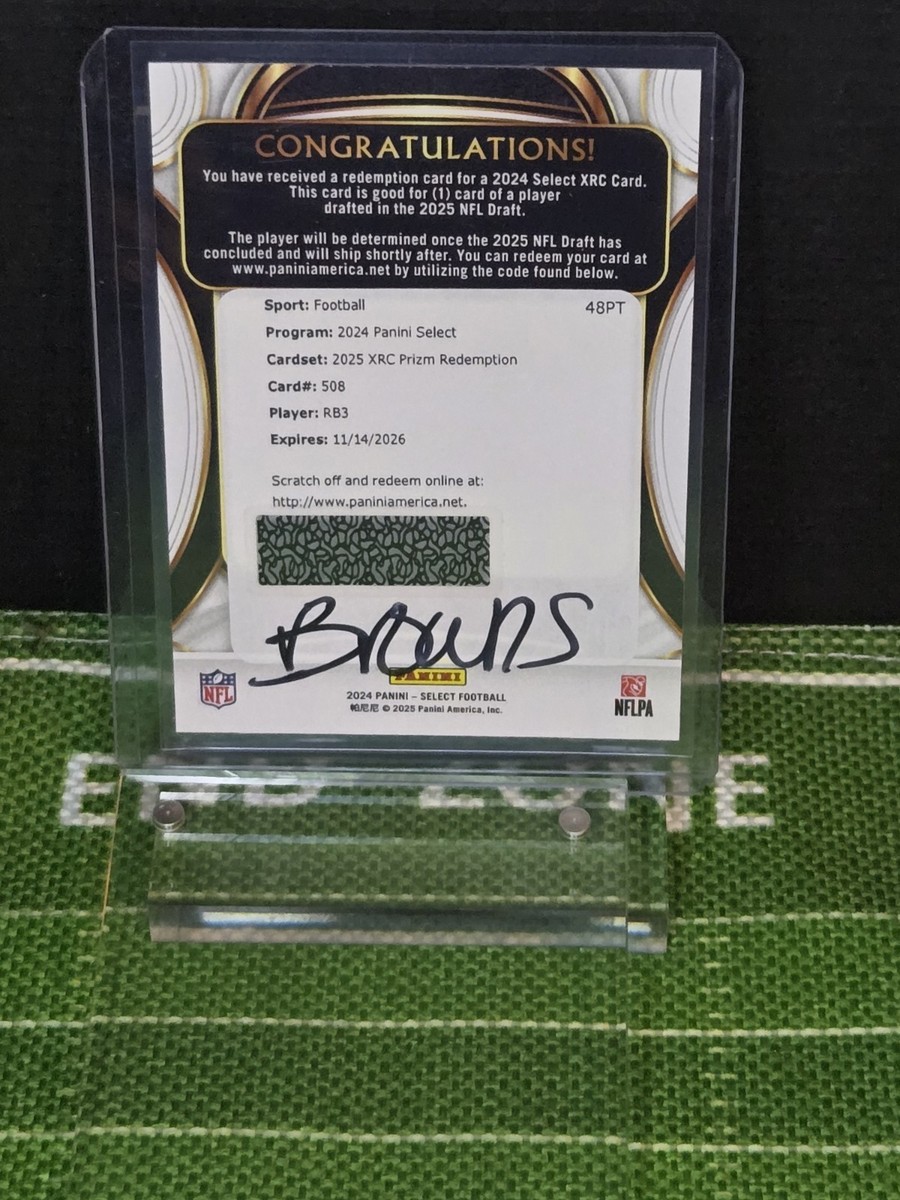 CONGRATULATIONS!
You have received a redemption card for a 2024 Select XRC Card.
This card is good for (1) card of a player
drafted in the 2025 NFL Draft.
The player will be determined once the 2025 NFL Draft has
concluded and will ship shortly after. You can redeem your card at
www.paniniamerica.net by utilizing the code found below.
Sport: Football 48PT
Program: 2024 Panini Select
Cardset: 2025 XRC Prizm Redemption
Card#: 508
Player: RB3
Expires: 11/14/2026
Scratch off and redeem online at:
http://www.paniniamerica.net.
Browns
PANINI
NFL
2024 PANINI – SELECT FOOTBALL
帕尼尼 © 2025 Panini America, Inc.
NFLPA
END ZONE